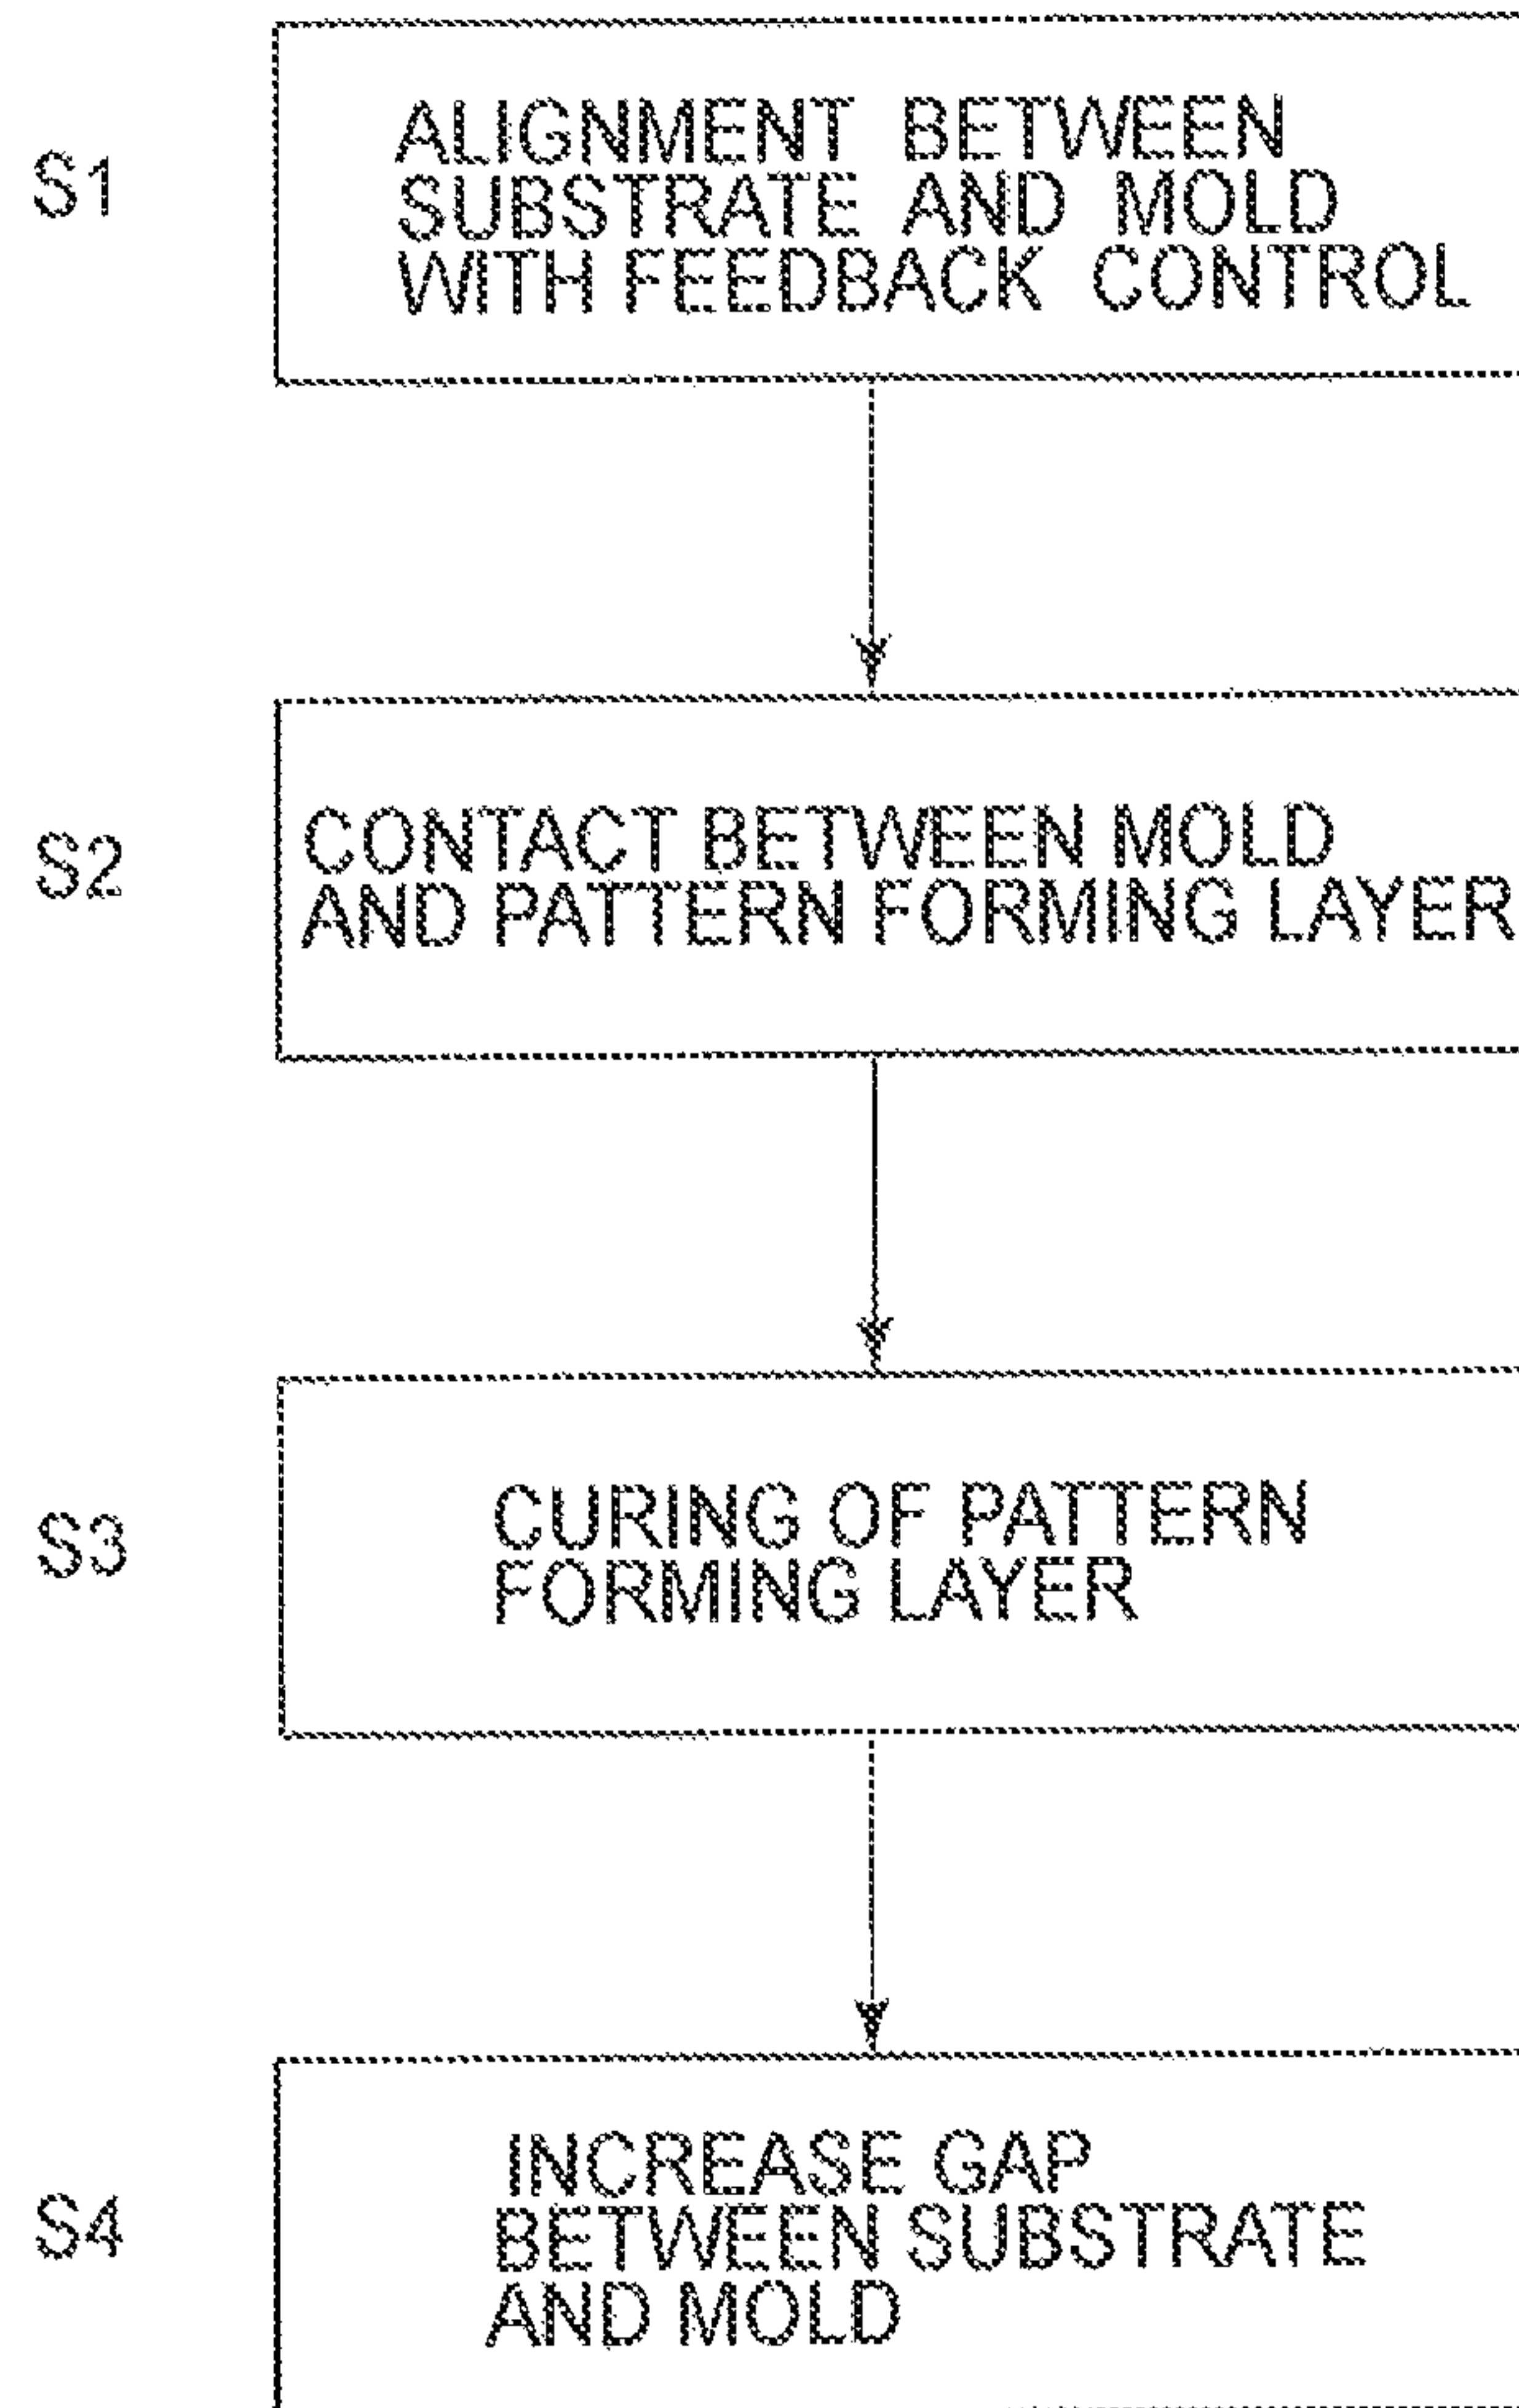 S1
ALIGNMENT BETWEEN
SUBSTRATE AND MOLD
WITH FEEDBACK CONTROL
S2
CONTACT BETWEEN MOLD
AND PATTERN FORMING LAYER
S3
CURING OF PATTERN
FORMING LAYER
S4
INCREASE GAP
BETWEEN SUBSTRATE
AND MOLD